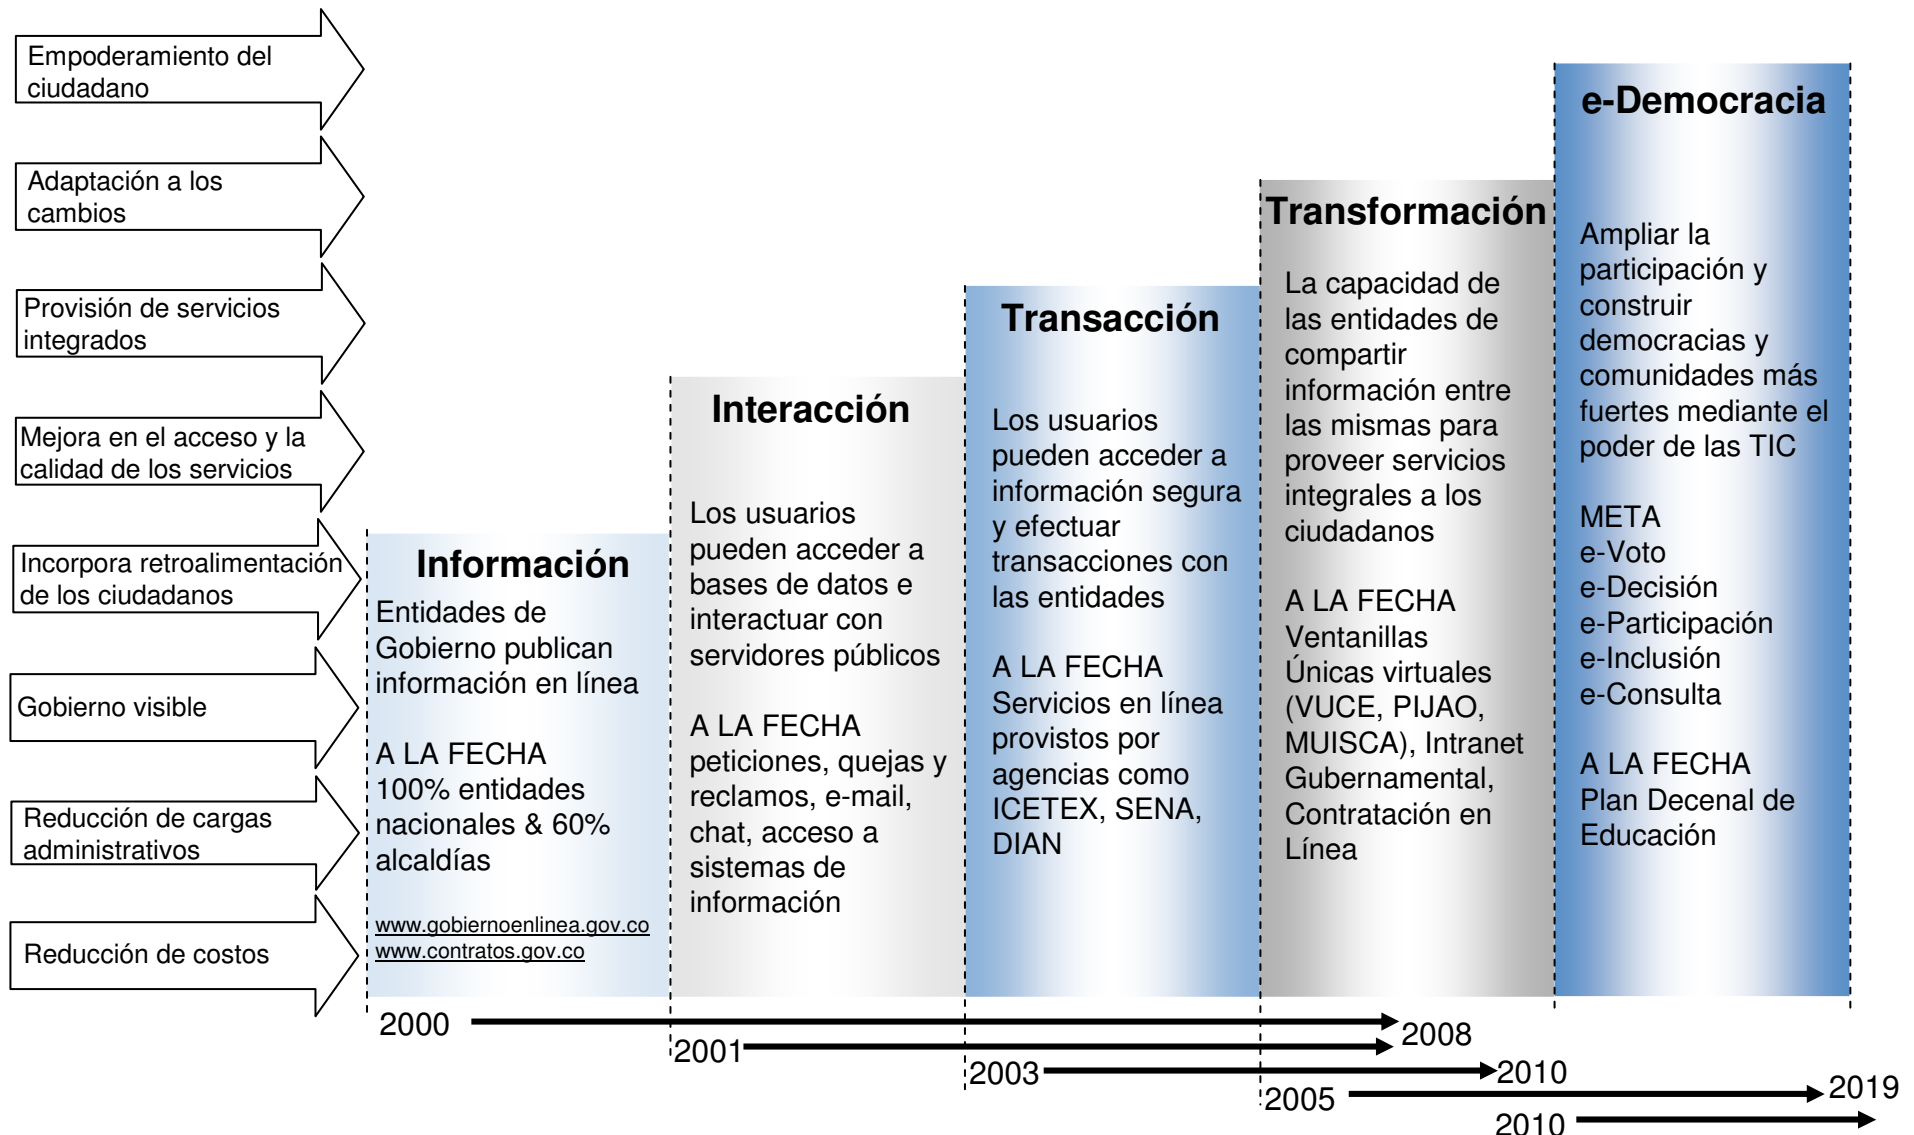 Empoderamiento del
ciudadano
Adaptación a los
cambios
Provisión de servicios
integrados
Mejora en el acceso y la
calidad de los servicios
Incorpora retroalimentación
de los ciudadanos
Gobierno visible
Reducción de cargas
administrativos
Reducción de costos
Información
Entidades de
Gobierno publican
información en línea
A LA FECHA
100% entidades
nacionales & 60%
alcaldías
www.gobiernoenlinea.gov.co
www.contratos.gov.co
Interacción
Los usuarios
pueden acceder a
bases de datos e
interactuar con
servidores públicos
A LA FECHA
peticiones, quejas y
reclamos, e-mail,
chat, acceso a
sistemas de
información
Transacción
Los usuarios
pueden acceder a
información segura
y efectuar
transacciones con
las entidades
A LA FECHA
Servicios en línea
provistos por
agencias como
ICETEX, SENA,
DIAN
Transformación
La capacidad de
las entidades de
compartir
información entre
las mismas para
proveer servicios
integrales a los
ciudadanos
A LA FECHA
Ventanillas
Únicas virtuales
(VUCE, PIJAO,
MUISCA), Intranet
Gubernamental,
Contratación en
Línea
e-Democracia
Ampliar la
participación y
construir
democracias y
comunidades más
fuertes mediante el
poder de las TIC
META
e-Voto
e-Decisión
e-Participación
e-Inclusión
e-Consulta
A LA FECHA
Plan Decenal de
Educación
2000
2008
2001
2003
2010
2005
2019
2010